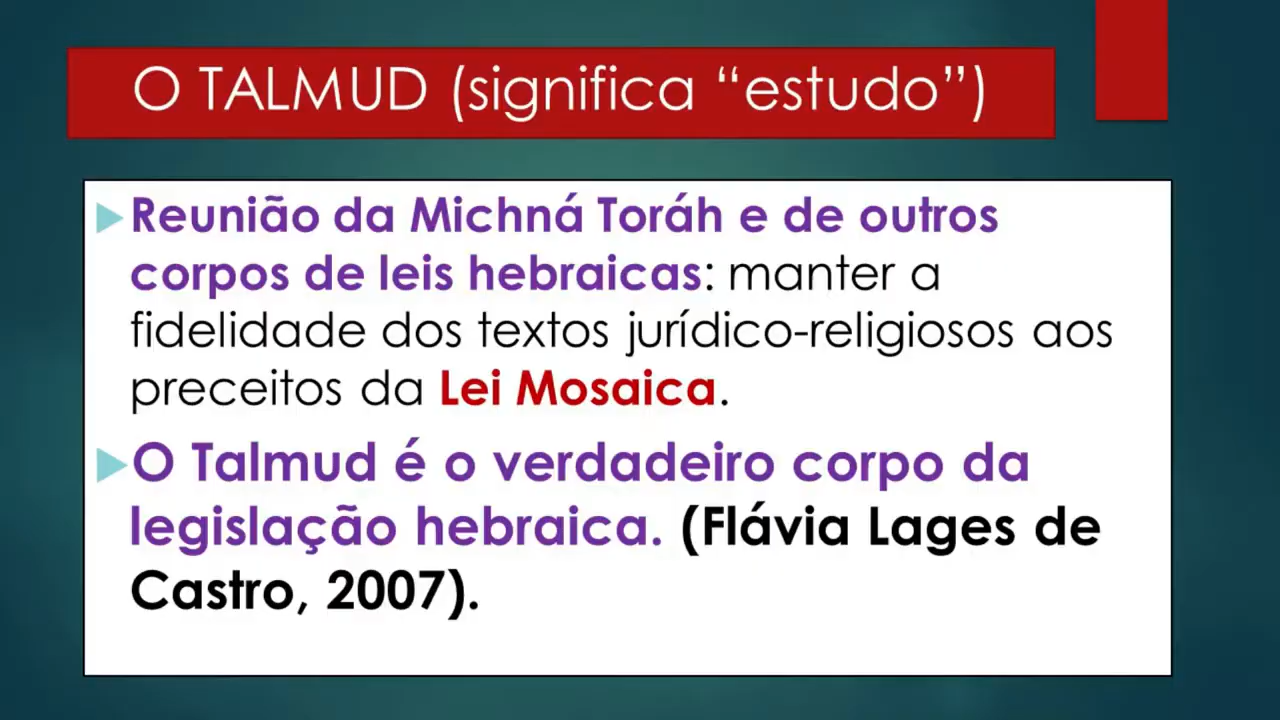 O TALMUD (significa “estudo”)
Reunião da Michná Toráh e de outros
corpos de leis hebraicas: manter a
fidelidade dos textos jurídico-religiosos aos
preceitos da Lei Mosaica.
O Talmud é o verdadeiro corpo da
legislação hebraica. (Flávia Lages de
Castro, 2007).